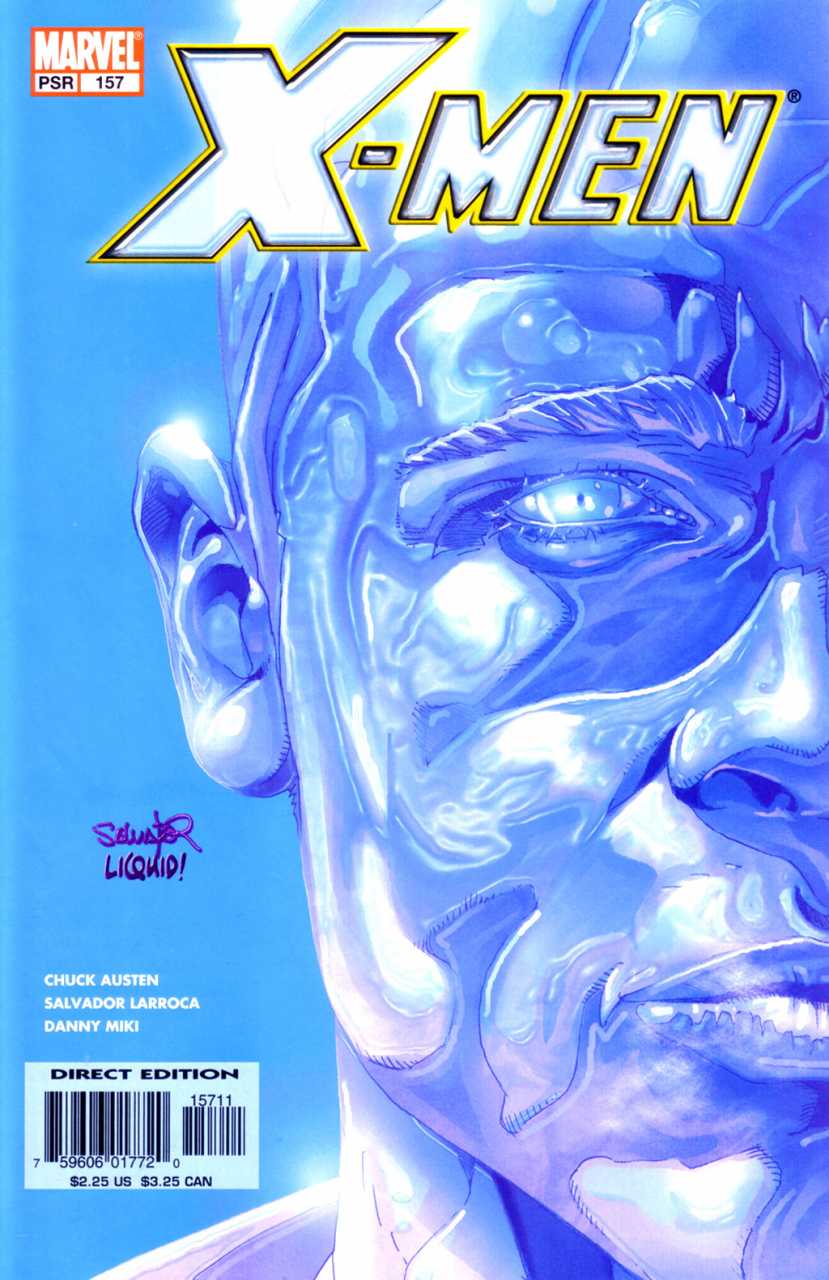 MARVEL®
PSR 157
X-MEN®
SALVADOR
LIQUID!
CHUCK AUSTEN
SALVADOR LARROCA
DANNY MIKI
DIRECT EDITION
15711
7 59606 01772 0
$2.25 US $3.25 CAN